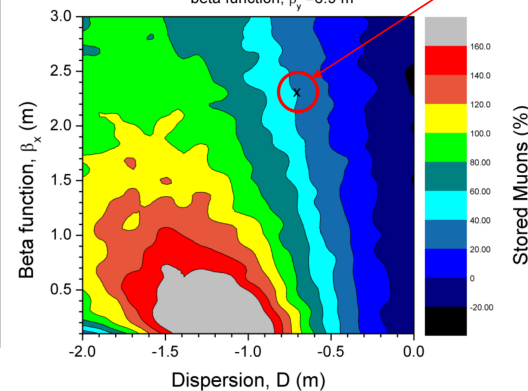 beta function, βy =6.9 m
3.0
2.5
2.0
1.5
1.0
0.5
Beta function, βx (m)
x
-2.0 -1.5 -1.0 -0.5 0.0
Dispersion, D (m)
160.0
140.0
120.0
100.0
80.00
60.00
40.00
20.00
0
-20.00
Stored Muons (%)